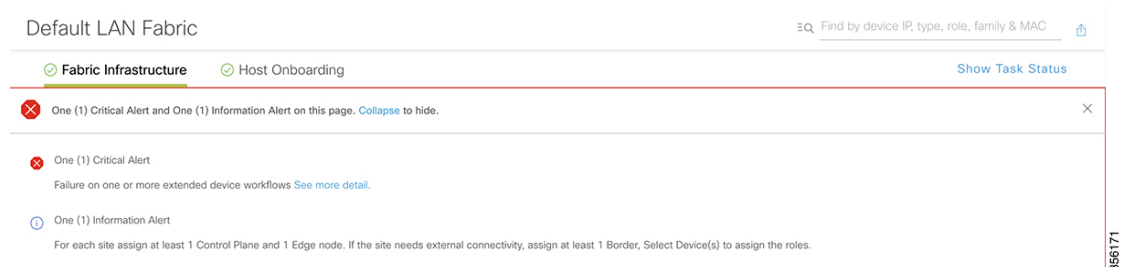 Default LAN Fabric
Find by device IP, type, role, family & MAC
Fabric Infrastructure
Host Onboarding
Show Task Status
One (1) Critical Alert and One (1) Information Alert on this page. Collapse to hide.
One (1) Critical Alert
Failure on one or more extended device workflows See more detail.
One (1) Information Alert
For each site assign at least 1 Control Plane and 1 Edge node. If the site needs external connectivity, assign at least 1 Border, Select Device(s) to assign the roles.
356171